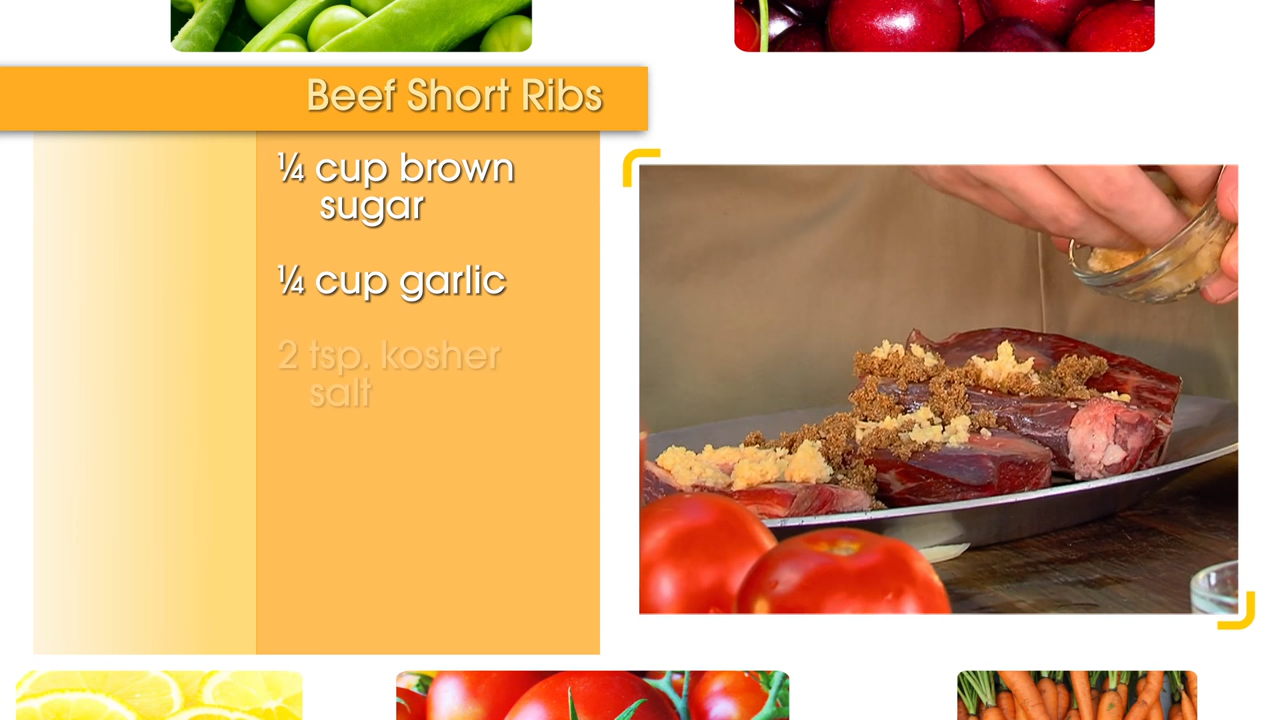 Beef Short Ribs
¼ cup brown
sugar
¼ cup garlic
2 tsp. kosher
salt